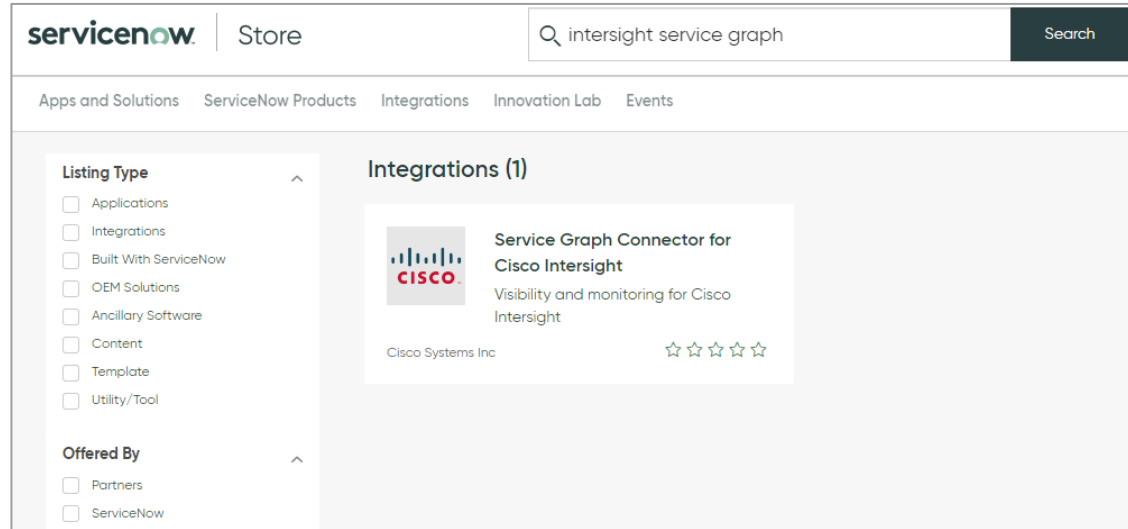 servicenow. Store
intersight service graph
Search
Apps and Solutions ServiceNow Products Integrations Innovation Lab Events
Listing Type
Applications
Integrations
Built With ServiceNow
OEM Solutions
Ancillary Software
Content
Template
Utility/Tool
Offered By
Partners
ServiceNow
Integrations (1)
CISCO
Service Graph Connector for
Cisco Intersight
Visibility and monitoring for Cisco
Intersight
Cisco Systems Inc